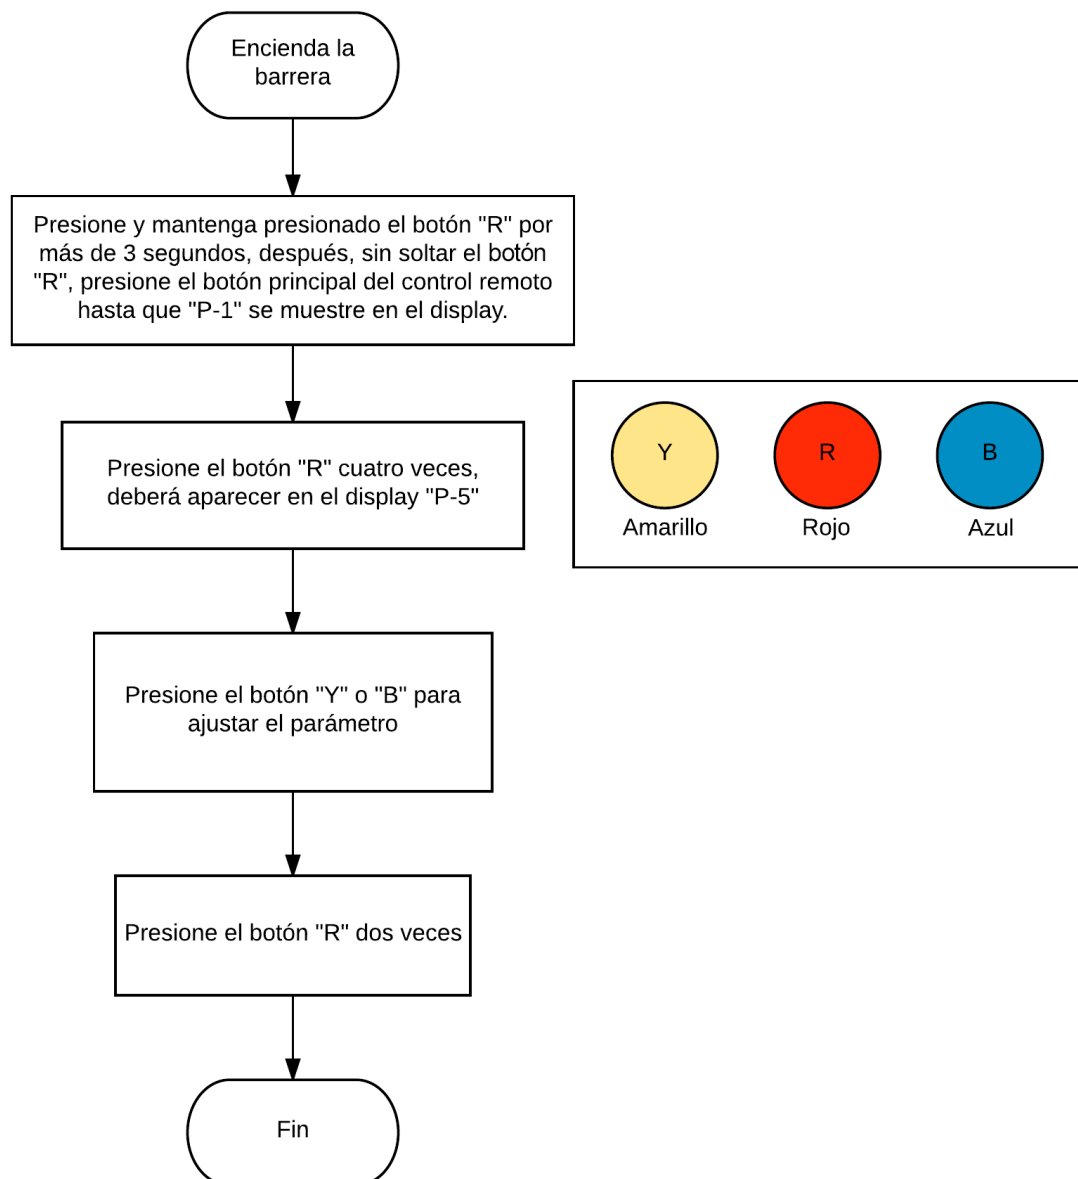 Encienda la
barrera
Presione y mantenga presionado el botón "R" por
más de 3 segundos, después, sin soltar el botón
"R", presione el botón principal del control remoto
hasta que "P-1" se muestre en el display.
Presione el botón "R" cuatro veces,
deberá aparecer en el display "P-5"
Y
R
B
Amarillo
Rojo
Azul
Presione el botón "Y" o "B" para
ajustar el parámetro
Presione el botón "R" dos veces
Fin